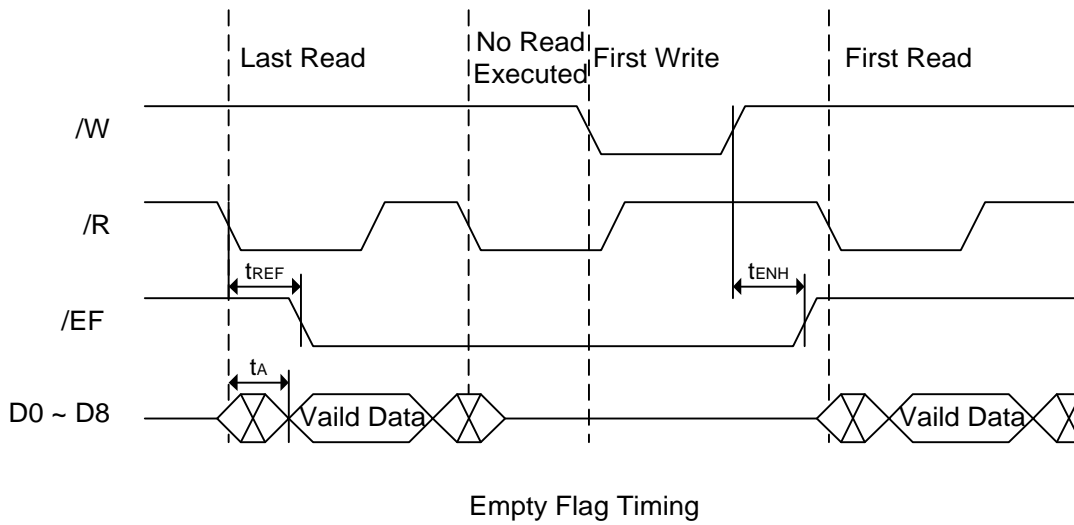 Last Read
No Read
Executed
First Write
First Read
/W
/R
tREF
tENH
/EF
tA
D0 ~ D8
Vaild Data
Vaild Data
Empty Flag Timing